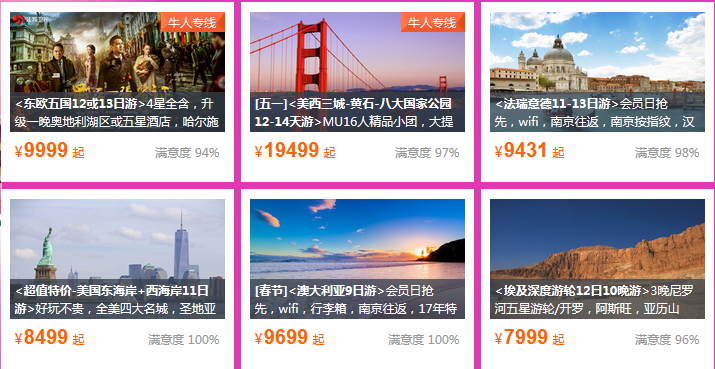 牛人专线
<东欧五国12或13日游>4星全含，升
级一晚奥地利湖区或五星酒店，哈尔施
¥9999 起
满意度 94%
牛人专线
[五一]<美西三城-黄石-八大国家公园
12-14天游>MU16人精品小团，大提
¥19499 起
满意度 97%
<法瑞意德11-13日游>会员日抢
先，wifi，南京往返，南京按指纹，汉
¥9431 起
满意度 98%
<超值特价-美国东海岸+西海岸11日
游>好玩不贵，全美四大名城，圣地亚
¥8499 起
满意度 100%
[春节]<澳大利亚9日游>会员日抢
先，wifi，行李箱，南京往返，17年特
¥9699 起
满意度 100%
<埃及深度游轮12日10晚游>3晚尼罗
河五星游轮/开罗，阿斯旺，亚历山
¥7999 起
满意度 96%